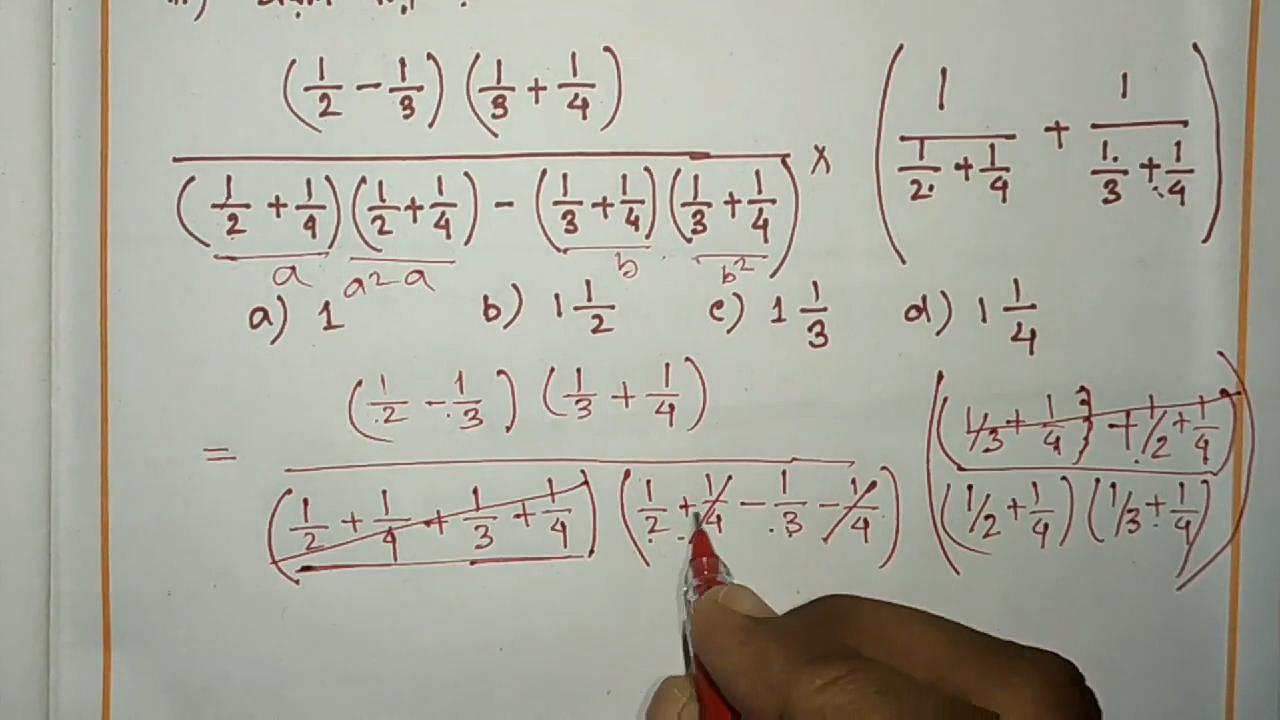 (1/2 - 1/3) (1/3 + 1/4)
(1/2 + 1/4)(1/2 + 1/4) - (1/3 + 1/4)(1/3 + 1/4) × (1/(1/2 + 1/4) + 1/(1/3 + 1/4))
a a2-a b b²
a) 1 b) 1 1/2 c) 1 1/3 d) 1 1/4
(1/2 - 1/3) (1/3 + 1/4) (1/3 + 1/4) + 1/2 + 1/4
= (1/2 + 1/4 + 1/3 + 1/4) (1/2 + 1/4 - 1/3 - 1/4) (1/2 + 1/4) (1/3 + 1/4)